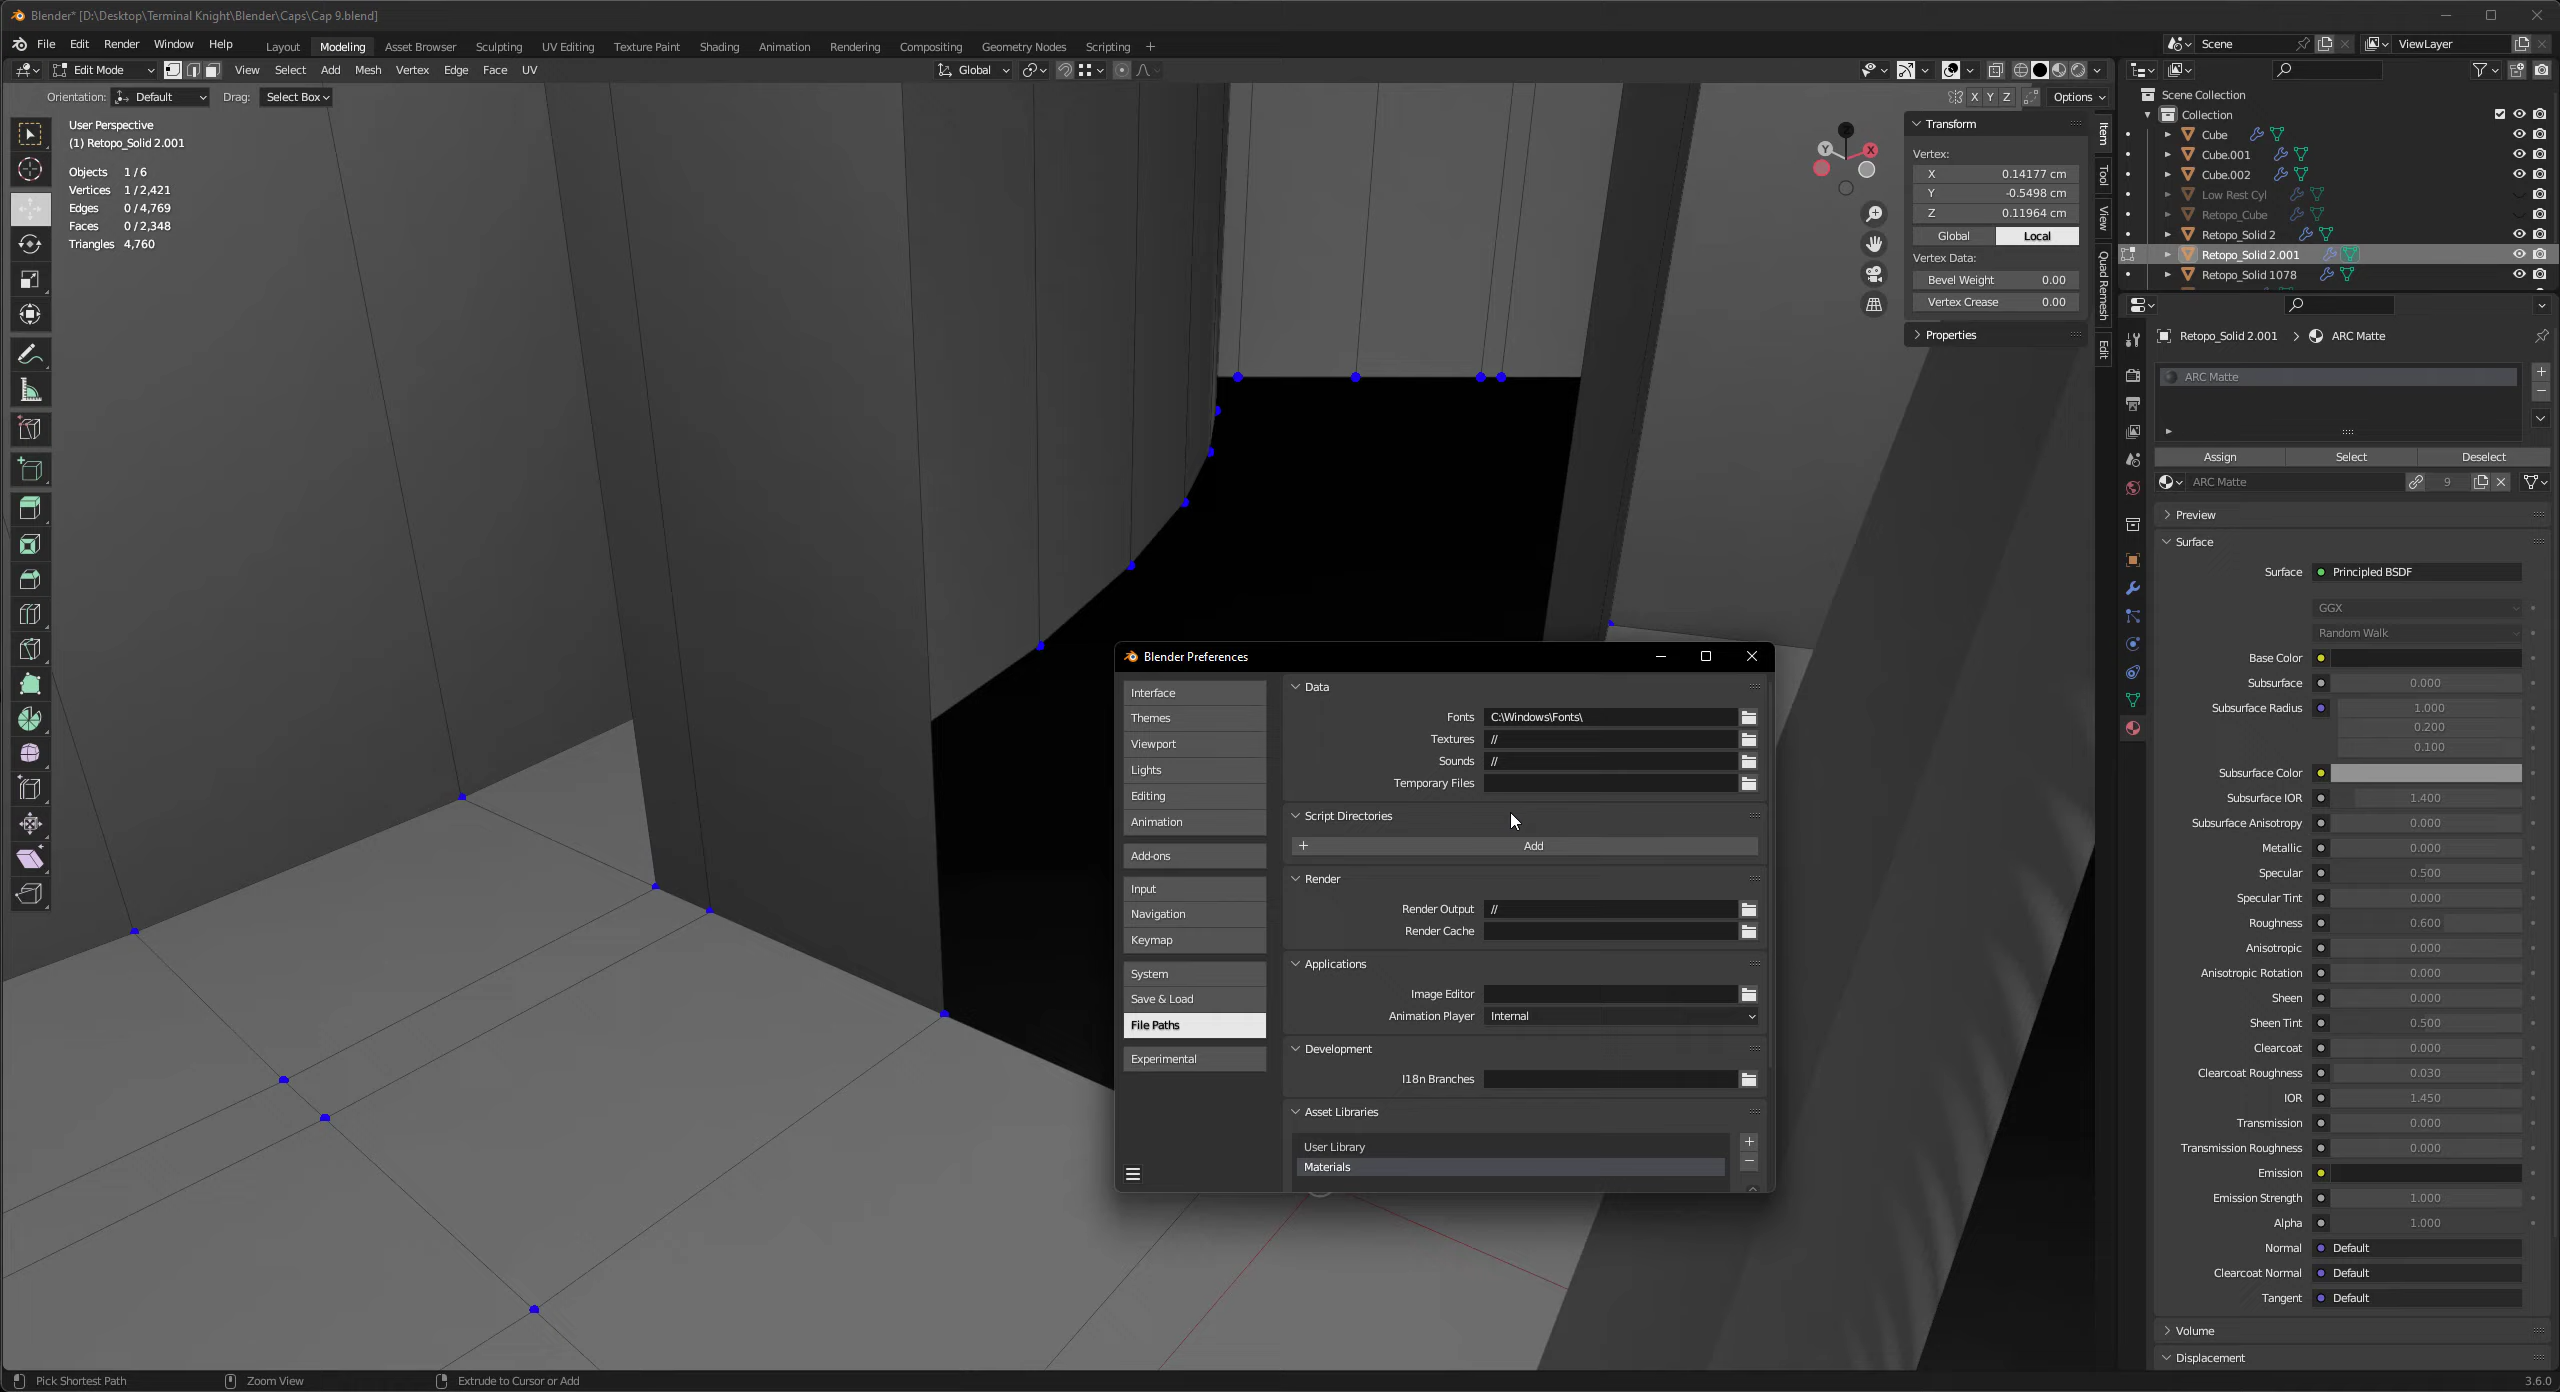 Blender* [D:\Desktop\Terminal Knight\Blender\Caps\Cap 9.blend]
File Edit Render Window Help Layout Modeling Asset Browser Sculpting UV Editing Texture Paint Shading Animation Rendering Compositing Geometry Nodes Scripting + Scene ViewLayer
Edit Mode View Select Add Mesh Vertex Edge Face UV Global
Orientation: Default Drag: Select Box X Y Z Options
User Perspective
(1) Retopo_Solid 2.001
Objects 1/6
Vertices 1/2,421
Edges 0/4,769
Faces 0/2,348
Triangles 4,760
Z
Y X
Transform
Vertex:
X 0.14177 cm
Y -0.5498 cm
Z 0.11964 cm
Global Local
Vertex Data:
Bevel Weight 0.00
Vertex Crease 0.00
Properties
Item
Tool
View
Quad Remesh
Edit
Scene Collection
Collection
Cube
Cube.001
Cube.002
Low Rest Cyl
Retopo_Cube
Retopo_Solid 2
Retopo_Solid 2.001
Retopo_Solid 1078
Retopo_Solid 2.001 > ARC Matte
ARC Matte
Assign Select Deselect
ARC Matte 9
Preview
Surface
Surface Principled BSDF
GGX
Random Walk
Base Color
Subsurface 0.000
Subsurface Radius 1.000
0.200
0.100
Subsurface Color
Subsurface IOR 1.400
Subsurface Anisotropy 0.000
Metallic 0.000
Specular 0.500
Specular Tint 0.000
Roughness 0.600
Anisotropic 0.000
Anisotropic Rotation 0.000
Sheen 0.000
Sheen Tint 0.500
Clearcoat 0.000
Clearcoat Roughness 0.030
IOR 1.450
Transmission 0.000
Transmission Roughness 0.000
Emission
Emission Strength 1.000
Alpha 1.000
Normal Default
Clearcoat Normal Default
Tangent Default
Volume
Displacement
Blender Preferences
Interface
Themes
Viewport
Lights
Editing
Animation
Add-ons
Input
Navigation
Keymap
System
Save & Load
File Paths
Experimental
Data
Fonts C:\Windows\Fonts\
Textures //
Sounds //
Temporary Files
Script Directories
+ Add
Render
Render Output //
Render Cache
Applications
Image Editor
Animation Player Internal
Development
I18n Branches
Asset Libraries
User Library
Materials
Pick Shortest Path Zoom View Extrude to Cursor or Add 3.6.0